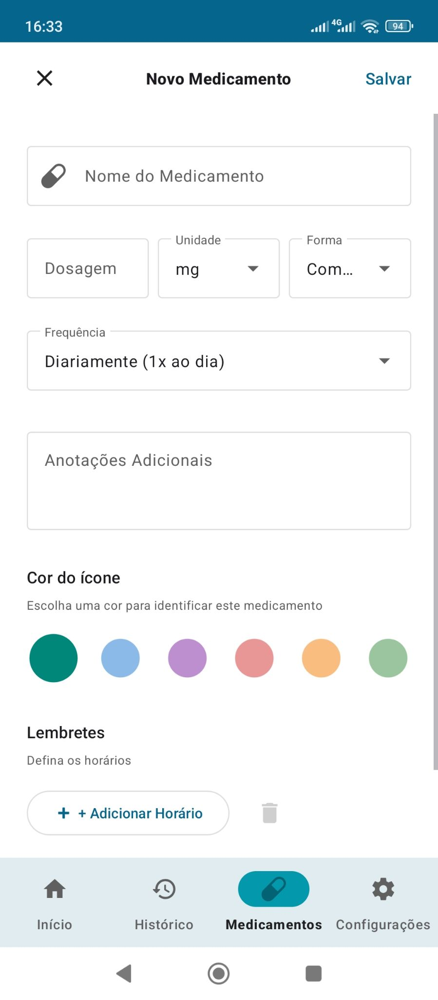 16:33
4G
94
Novo Medicamento
Salvar
Nome do Medicamento
Dosagem
Unidade
mg
Forma
Com...
Frequência
Diariamente (1x ao dia)
Anotações Adicionais
Cor do ícone
Escolha uma cor para identificar este medicamento
Lembretes
Defina os horários
+ Adicionar Horário
Início
Histórico
Medicamentos
Configurações